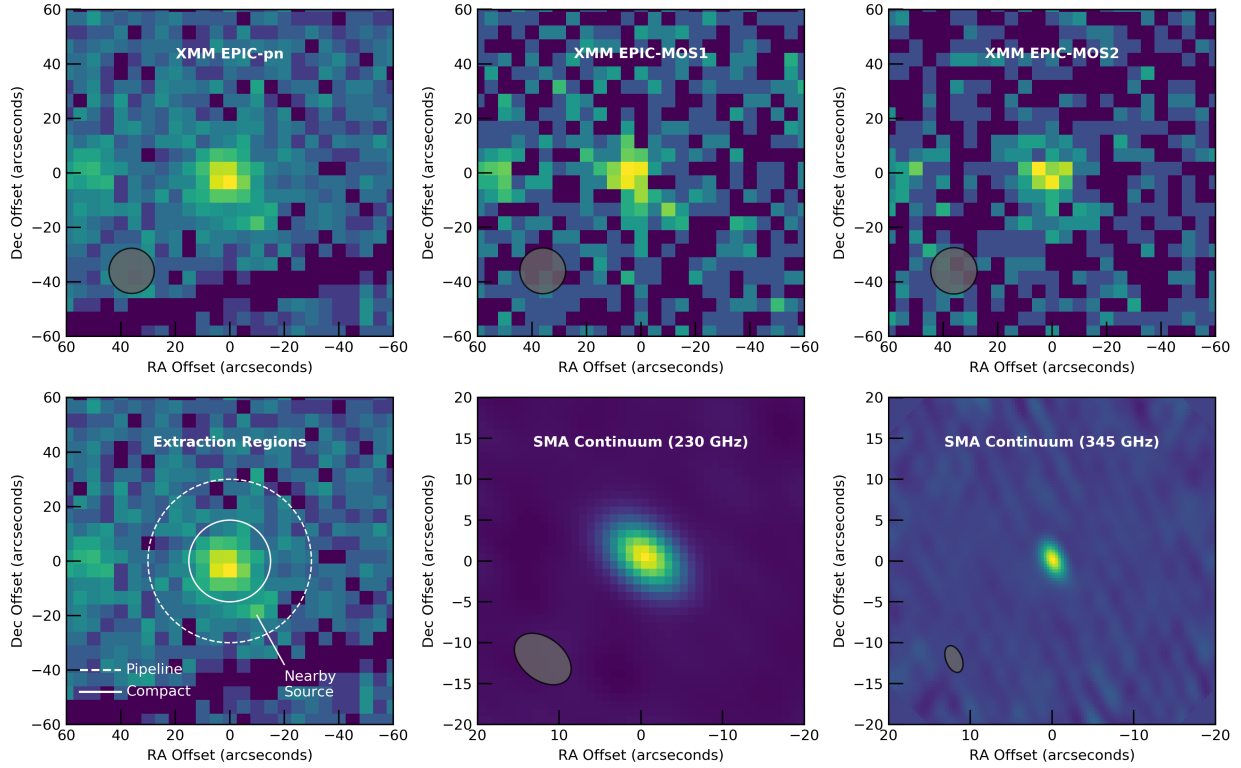 XMM EPIC-pn
60
40
20
0
−20
−40
−60
60 40 20 0 −20 −40 −60
Dec Offset (arcseconds)
RA Offset (arcseconds)
XMM EPIC-MOS1
60
40
20
0
−20
−40
−60
60 40 20 0 −20 −40 −60
Dec Offset (arcseconds)
RA Offset (arcseconds)
XMM EPIC-MOS2
60
40
20
0
−20
−40
−60
60 40 20 0 −20 −40 −60
Dec Offset (arcseconds)
RA Offset (arcseconds)
Extraction Regions
60
40
20
0
−20
−40
−60
Pipeline
Compact
Nearby
Source
60 40 20 0 −20 −40 −60
Dec Offset (arcseconds)
RA Offset (arcseconds)
SMA Continuum (230 GHz)
20
15
10
5
0
−5
−10
−15
−20
20 10 0 −10 −20
Dec Offset (arcseconds)
RA Offset (arcseconds)
SMA Continuum (345 GHz)
20
15
10
5
0
−5
−10
−15
−20
20 10 0 −10 −20
Dec Offset (arcseconds)
RA Offset (arcseconds)